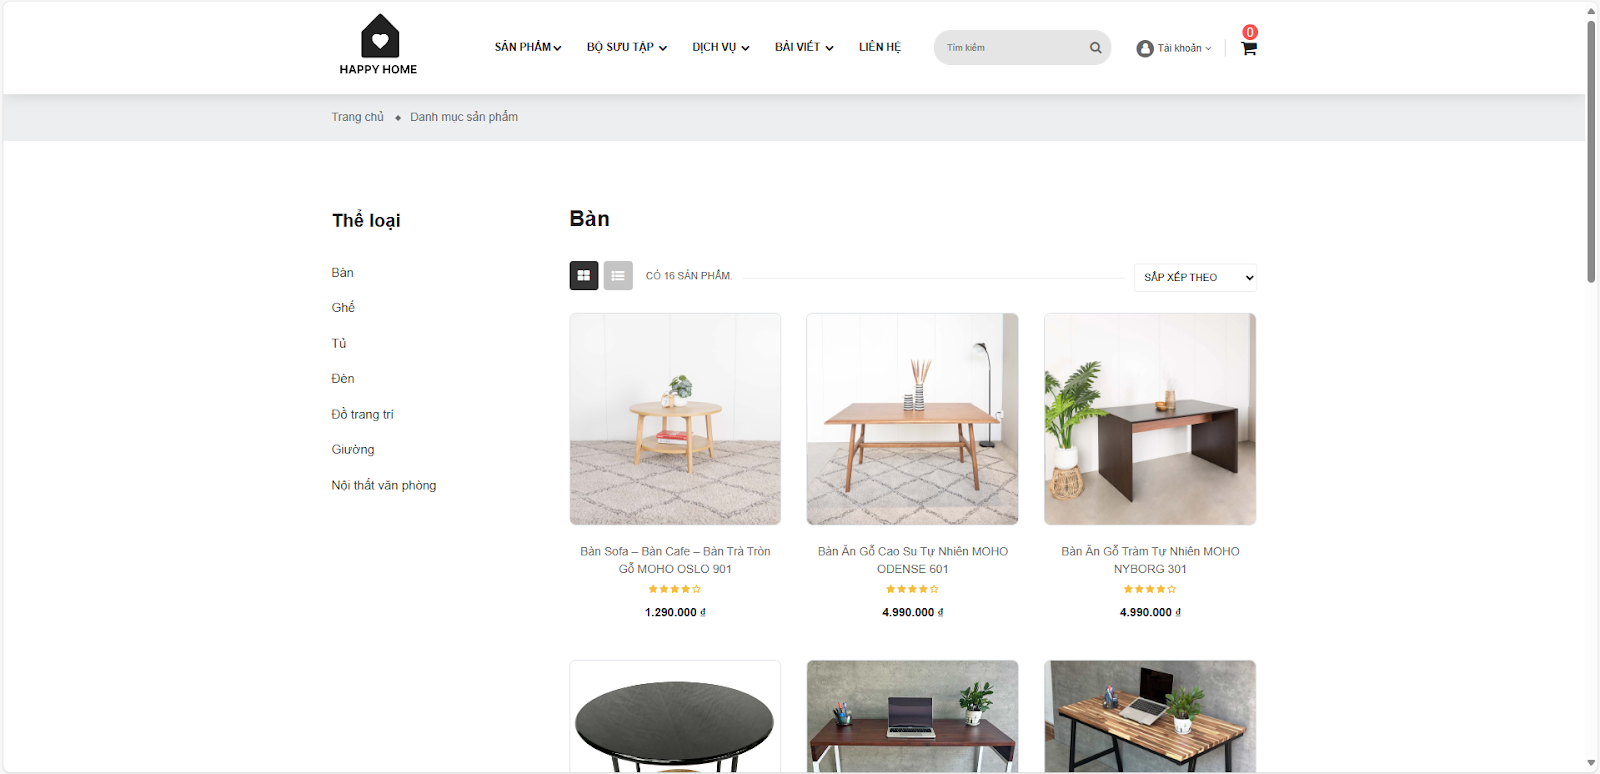 HAPPY HOME
SẢN PHẨM
BỘ SƯU TẬP
DỊCH VỤ
BÀI VIẾT
LIÊN HỆ
Tìm kiếm
Tài khoản
0
Trang chủ ◆ Danh mục sản phẩm
Thể loại
Bàn
Ghế
Tủ
Đèn
Đồ trang trí
Giường
Nội thất văn phòng
Bàn
CÓ 16 SẢN PHẨM.
SẮP XẾP THEO
Bàn Sofa – Bàn Cafe – Bàn Trà Tròn
Gỗ MOHO OSLO 901
1.290.000 ₫
Bàn Ăn Gỗ Cao Su Tự Nhiên MOHO
ODENSE 601
4.990.000 ₫
Bàn Ăn Gỗ Tràm Tự Nhiên MOHO
NYBORG 301
4.990.000 ₫